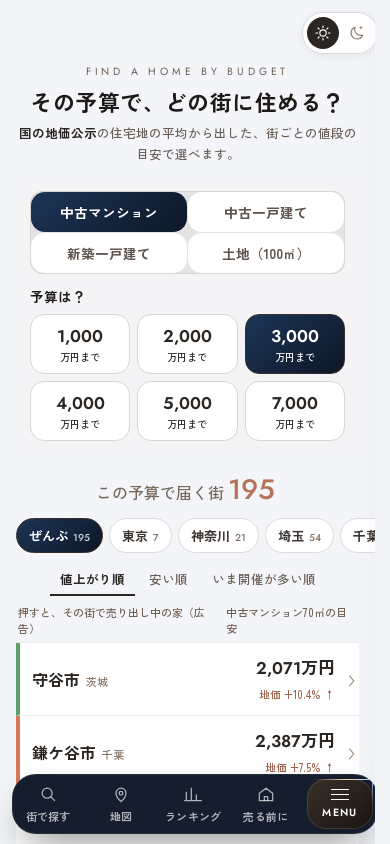 FIND A HOME BY BUDGET
その予算で、どの街に住める？
国の地価公示の住宅地の平均から出した、街ごとの値段の
目安で選べます。
中古マンション
中古一戸建て
新築一戸建て
土地（100㎡）
予算は？
1,000
万円まで
2,000
万円まで
3,000
万円まで
4,000
万円まで
5,000
万円まで
7,000
万円まで
この予算で届く街 195
ぜんぶ 195
東京 7
神奈川 21
埼玉 54
千葉
値上がり順
安い順
いま開催が多い順
押すと、その街で売り出し中の家（広
告）
中古マンション70㎡の目
安
守谷市 茨城
2,071万円
地価 +10.4% ↑
鎌ケ谷市 千葉
2,387万円
地価 +7.5% ↑
街で探す
地図
ランキング
売る前に
MENU